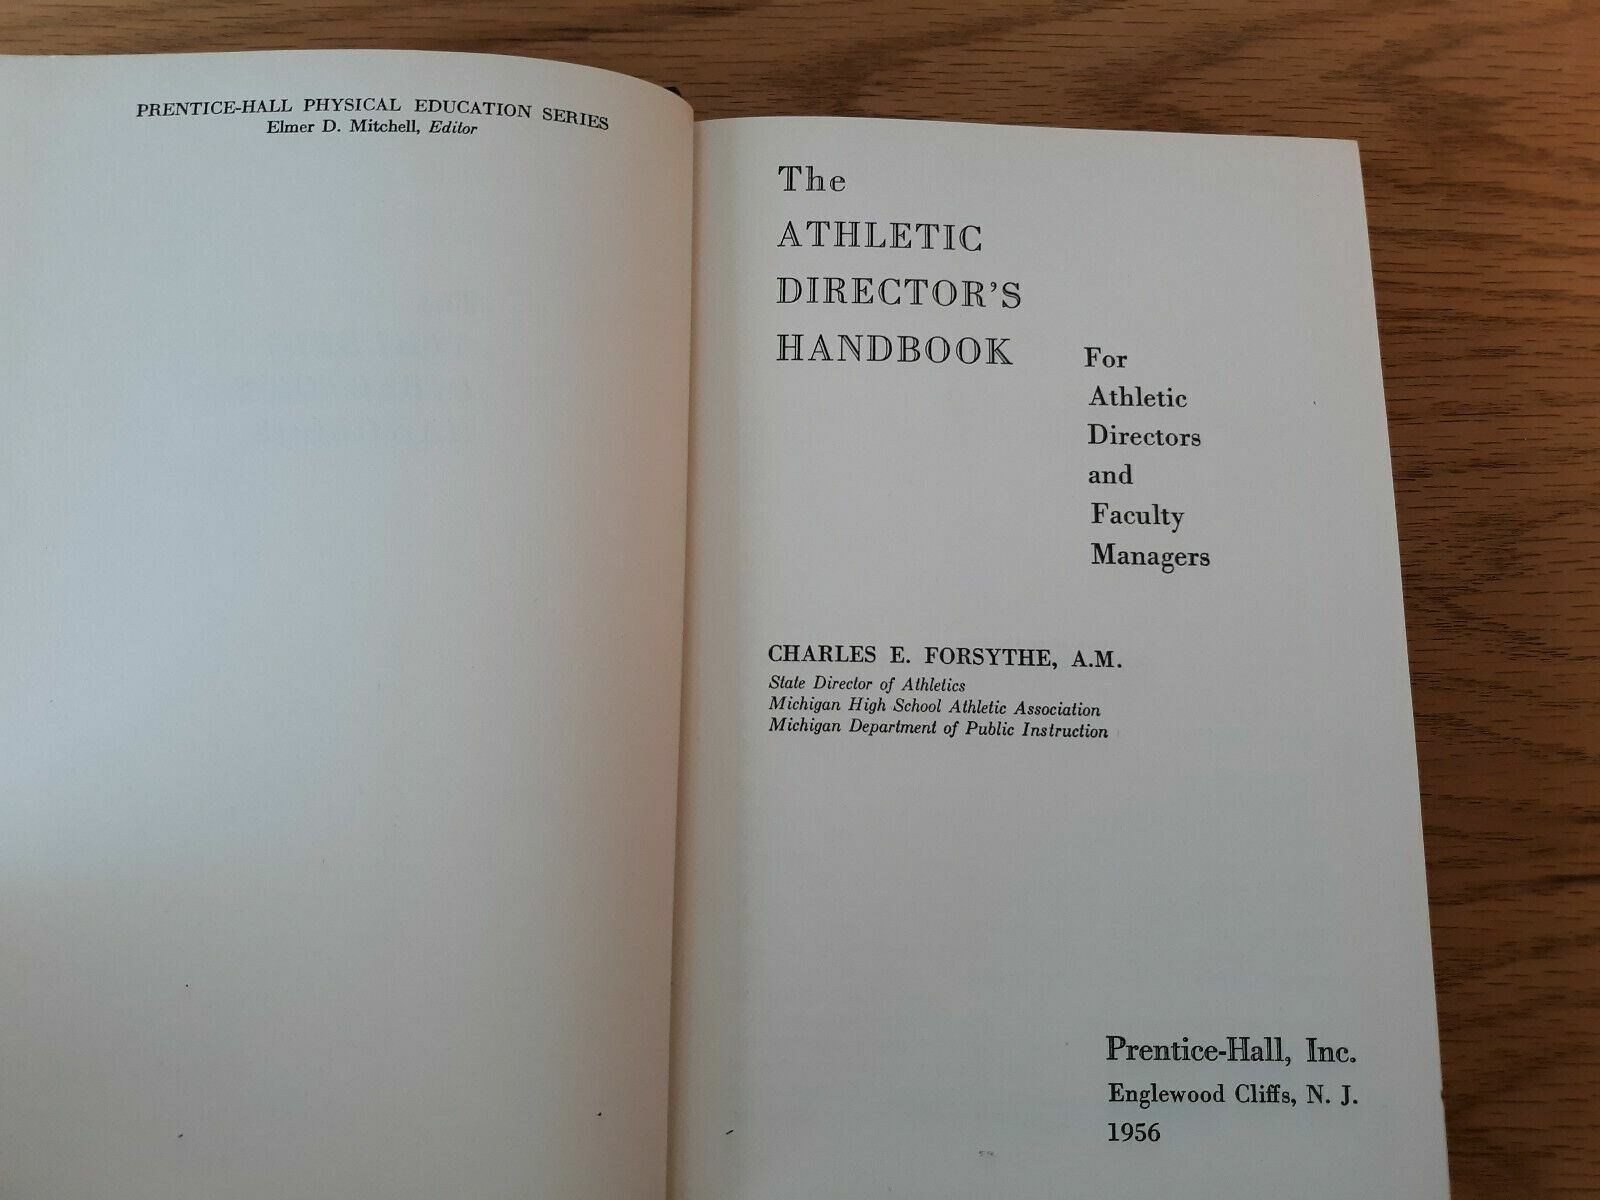 PRENTICE-HALL PHYSICAL EDUCATION SERIES
Elmer D. Mitchell, Editor
The
ATHLETIC
DIRECTOR'S
HANDBOOK
For
Athletic
Directors
and
Faculty
Managers
CHARLES E. FORSYTHE, A.M.
State Director of Athletics
Michigan High School Athletic Association
Michigan Department of Public Instruction
Prentice-Hall, Inc.
Englewood Cliffs, N. J.
1956